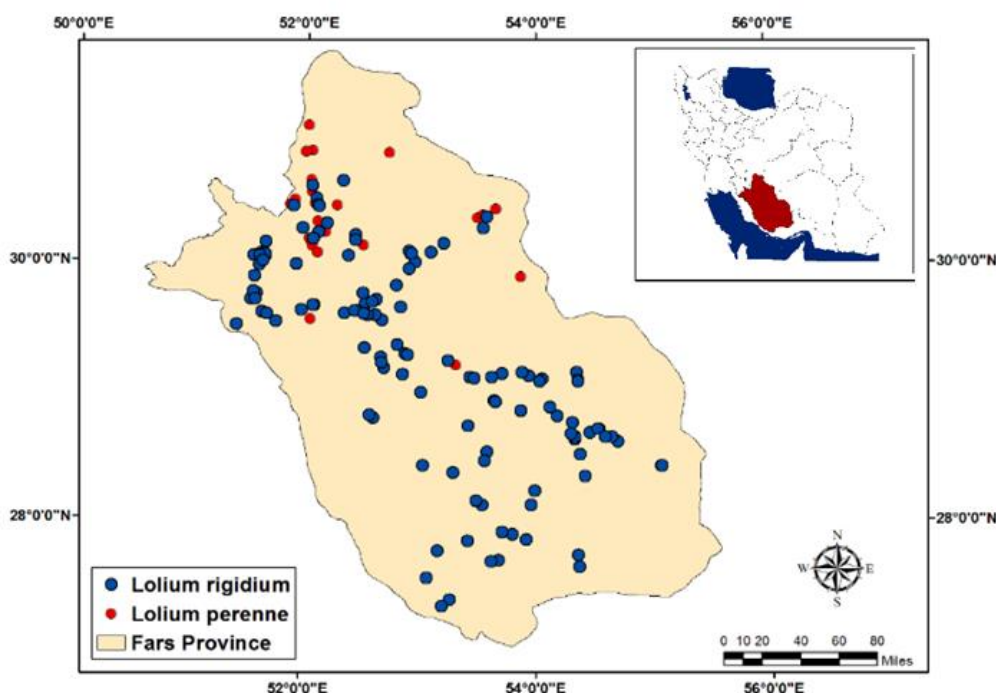 50°0'0"E 52°0'0"E 54°0'0"E 56°0'0"E
30°0'0"N 30°0'0"N
28°0'0"N 28°0'0"N
N
W E
S
Lolium rigidium
Lolium perenne
Fars Province
0 10 20 40 60 80
Miles
52°0'0"E 54°0'0"E 56°0'0"E